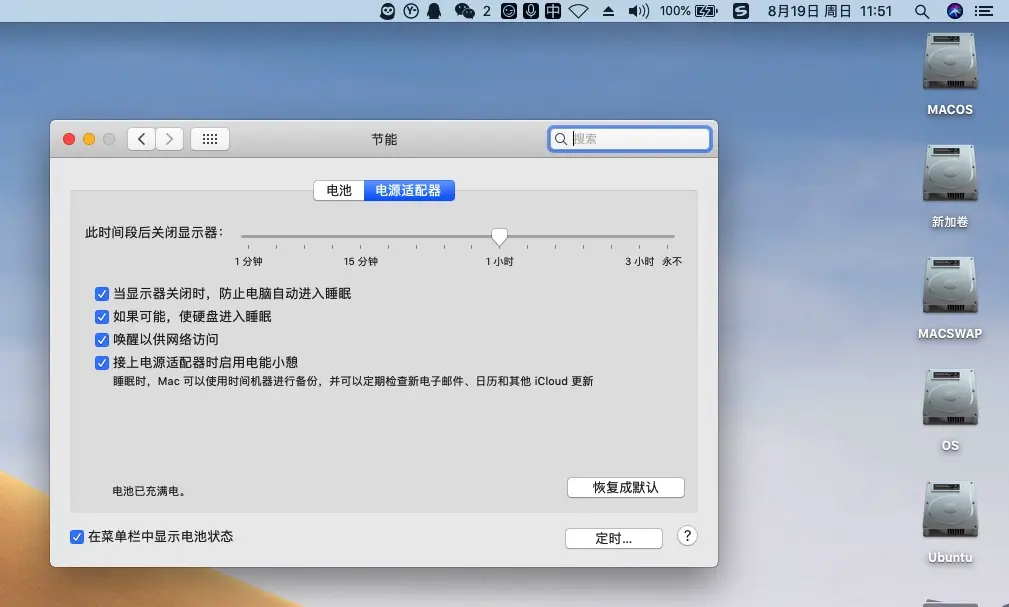 2 中 100% S 8月19日 周日 11:51
节能
搜索
电池 电源适配器
此时间段后关闭显示器：
1 分钟 15 分钟 1 小时 3 小时 永不
当显示器关闭时，防止电脑自动进入睡眠
如果可能，使硬盘进入睡眠
唤醒以供网络访问
接上电源适配器时启用电能小憩
睡眠时，Mac 可以使用时间机器进行备份，并可以定期检查新电子邮件、日历和其他 iCloud 更新
电池已充满电。
恢复成默认
在菜单栏中显示电池状态
定时...
?
MACOS
新加卷
MACSWAP
OS
Ubuntu